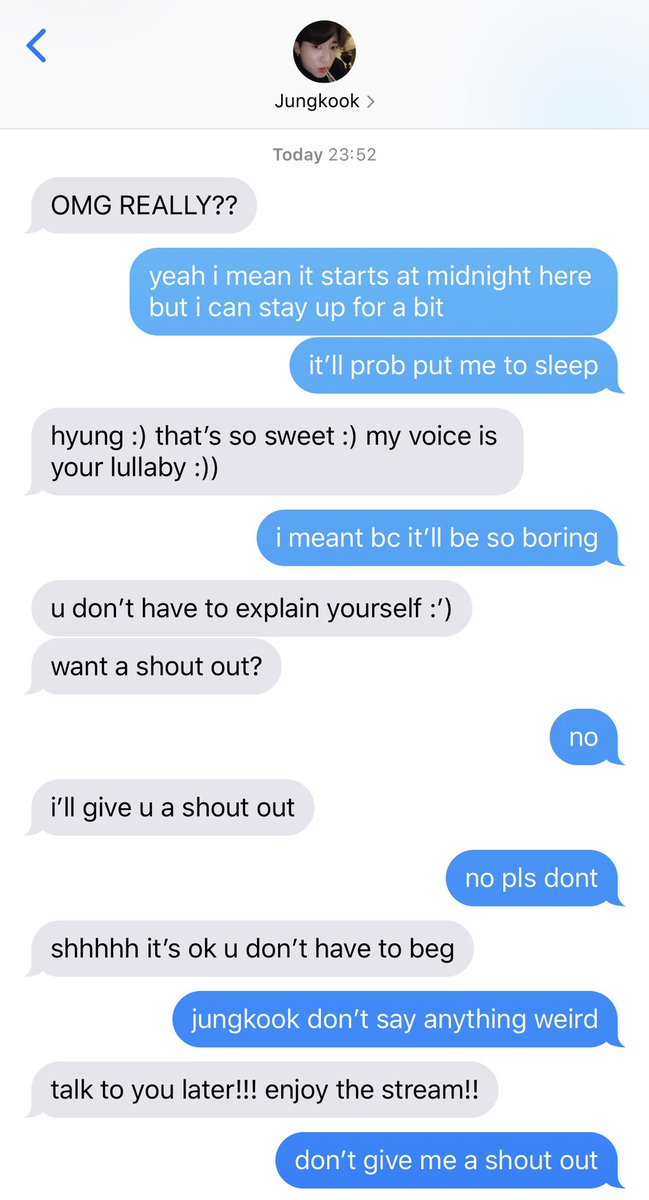 Jungkook
Today 23:52
OMG REALLY??
yeah i mean it starts at midnight here
but i can stay up for a bit
it’ll prob put me to sleep
hyung :) that’s so sweet :) my voice is
your lullaby :))
i meant bc it’ll be so boring
u don’t have to explain yourself :’)
want a shout out?
no
i’ll give u a shout out
no pls dont
shhhhh it’s ok u don’t have to beg
jungkook don’t say anything weird
talk to you later!!! enjoy the stream!!
don’t give me a shout out